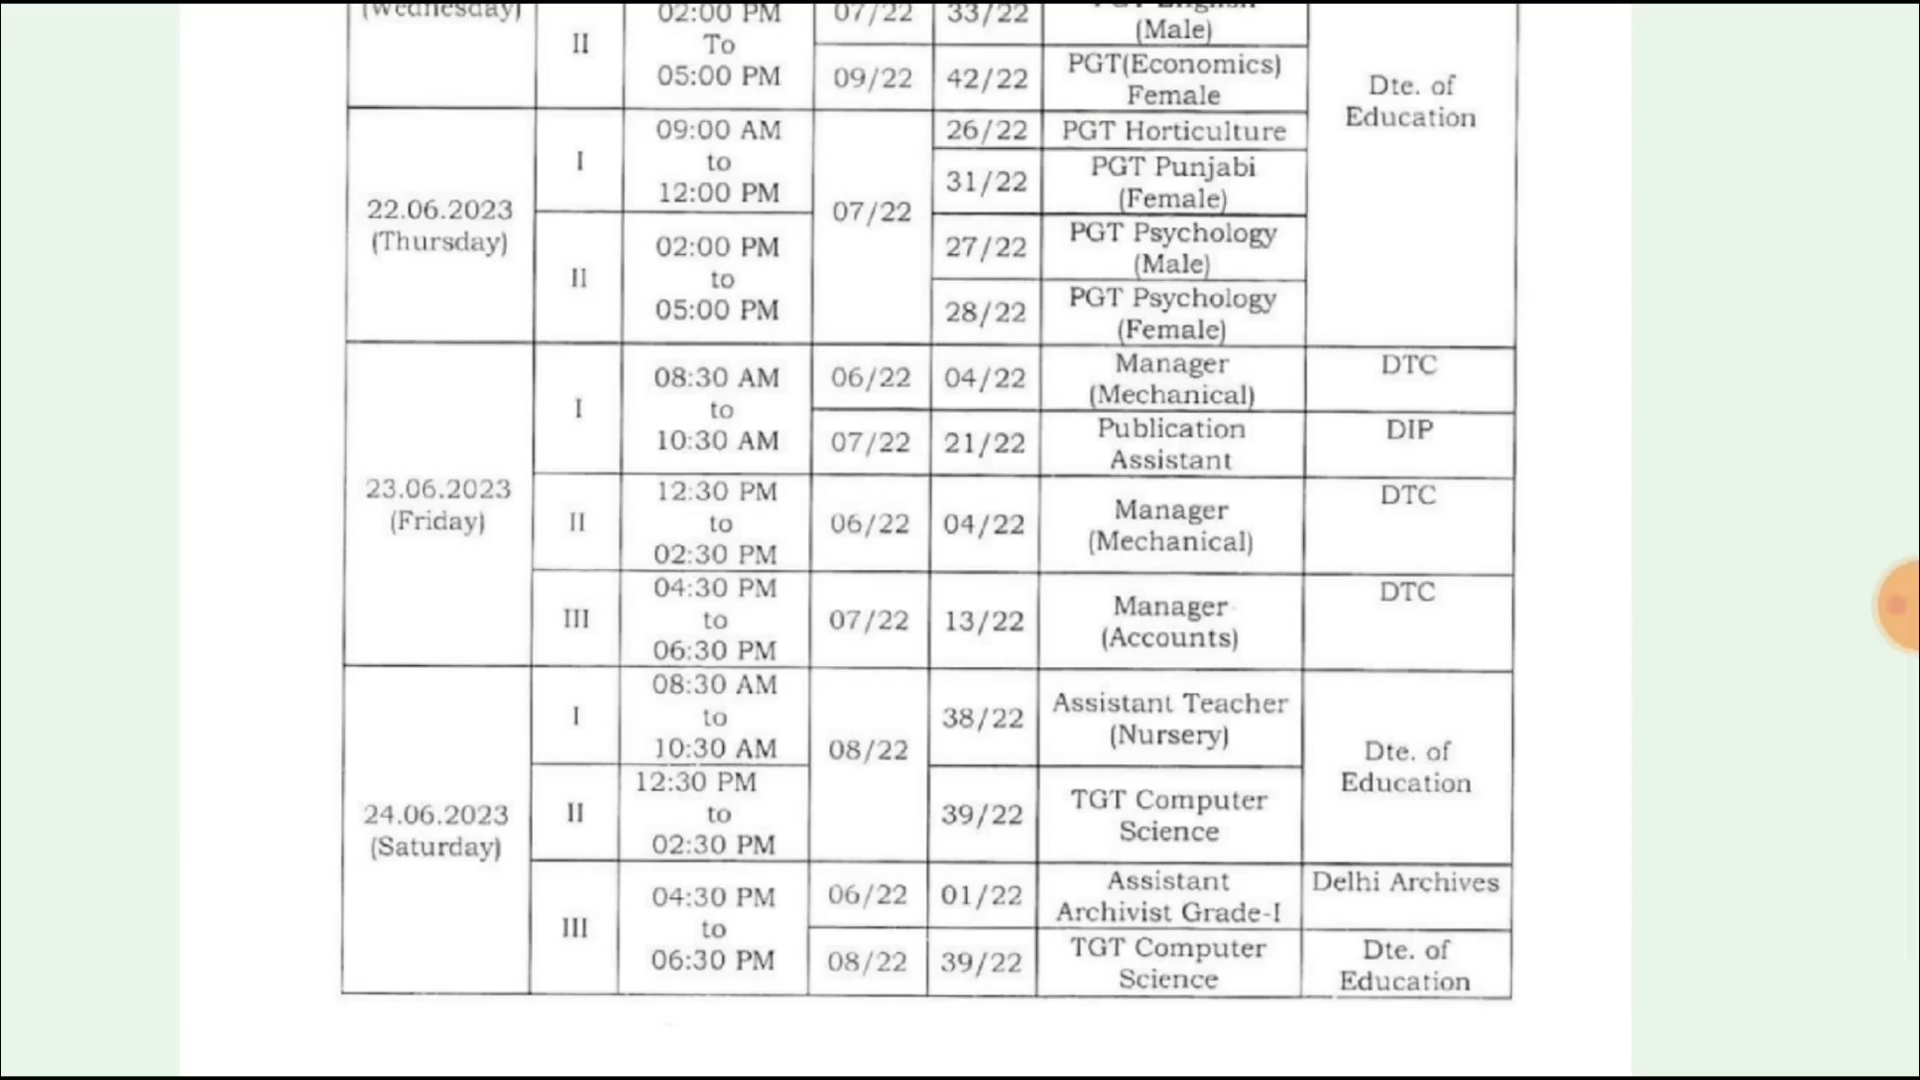 (Wednesday)
II
02:00 PM
To
05:00 PM
07/22
33/22
PGT English
(Male)
09/22
42/22
PGT(Economics)
Female
Dte. of
Education
22.06.2023
(Thursday)
I
09:00 AM
to
12:00 PM
07/22
26/22
PGT Horticulture
31/22
PGT Punjabi
(Female)
II
02:00 PM
to
05:00 PM
27/22
PGT Psychology
(Male)
28/22
PGT Psychology
(Female)
23.06.2023
(Friday)
I
08:30 AM
to
10:30 AM
06/22
04/22
Manager
(Mechanical)
DTC
07/22
21/22
Publication
Assistant
DIP
II
12:30 PM
to
02:30 PM
06/22
04/22
Manager
(Mechanical)
DTC
III
04:30 PM
to
06:30 PM
07/22
13/22
Manager
(Accounts)
DTC
24.06.2023
(Saturday)
I
08:30 AM
to
10:30 AM
08/22
38/22
Assistant Teacher
(Nursery)
Dte. of
Education
II
12:30 PM
to
02:30 PM
39/22
TGT Computer
Science
III
04:30 PM
to
06:30 PM
06/22
01/22
Assistant
Archivist Grade-I
Delhi Archives
08/22
39/22
TGT Computer
Science
Dte. of
Education